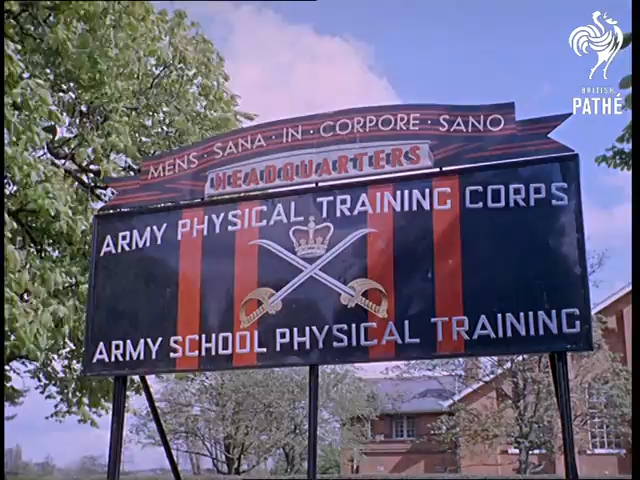 BRITISH
PATHÉ
MENS · SANA · IN · CORPORE · SANO
HEADQUARTERS
ARMY PHYSICAL TRAINING CORPS
ARMY SCHOOL PHYSICAL TRAINING